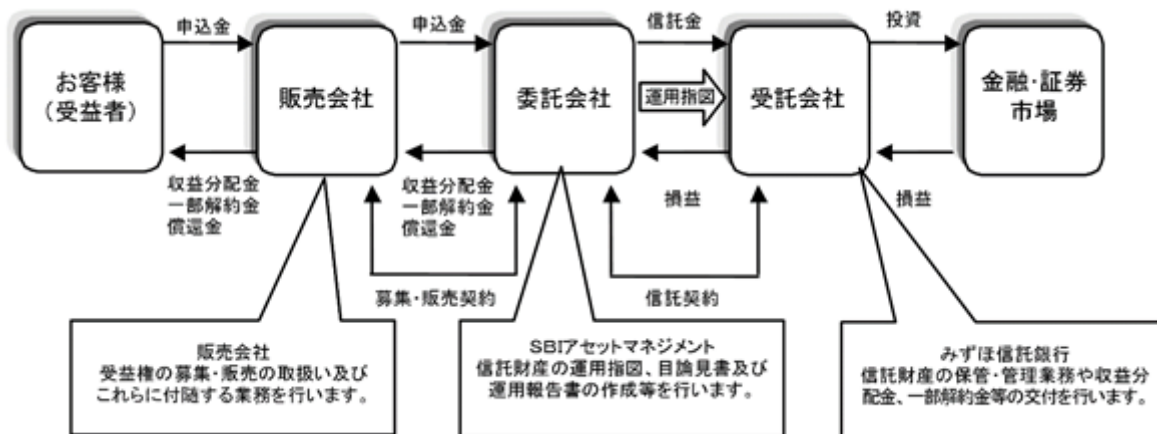 申込金
申込金
信託金
投資
お客様
(受益者)
販売会社
委託会社
運用指図
受託会社
金融・証券
市場
収益分配金
一部解約金
償還金
収益分配金
一部解約金
償還金
損益
損益
募集・販売契約
信託契約
販売会社
受益権の募集・販売の取扱い及び
これらに付随する業務を行います。
SBIアセットマネジメント
信託財産の運用指図、目論見書及び
運用報告書の作成等を行います。
みずほ信託銀行
信託財産の保管・管理業務や収益分
配金、一部解約金等の交付を行います。